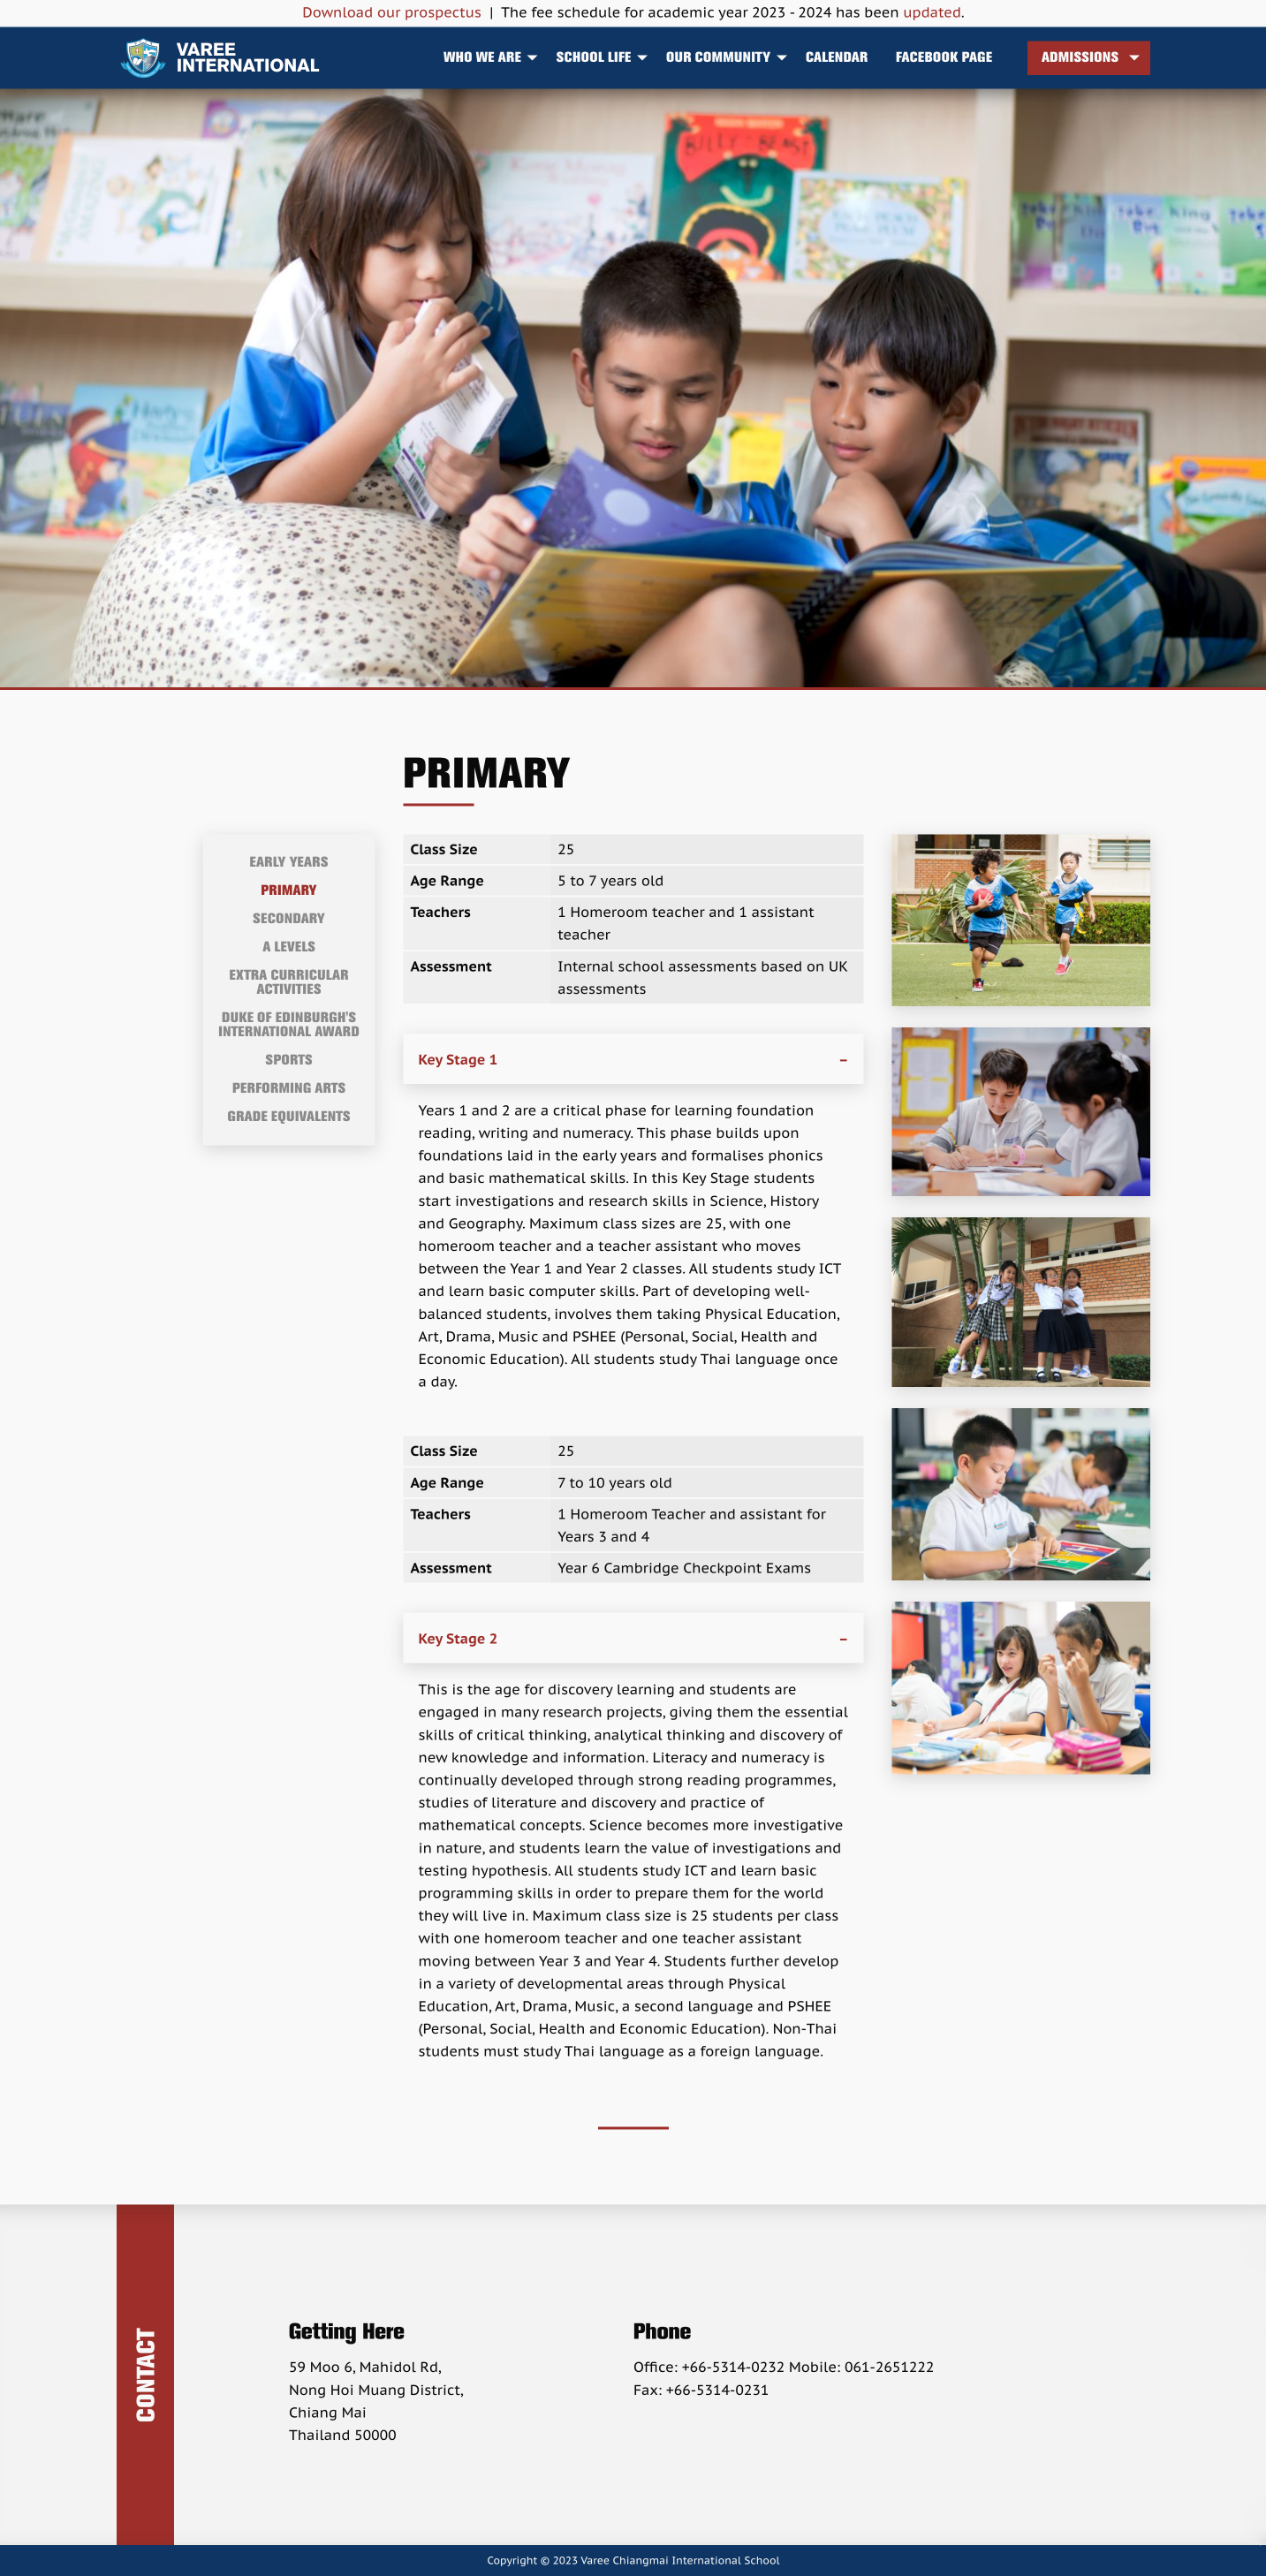 Download our prospectus | The fee schedule for academic year 2023 - 2024 has been updated.
VAREE
INTERNATIONAL
WHO WE ARE
SCHOOL LIFE
OUR COMMUNITY
CALENDAR
FACEBOOK PAGE
ADMISSIONS
BILLY AND THE BEAST
PRIMARY
EARLY YEARS
PRIMARY
SECONDARY
A LEVELS
EXTRA CURRICULAR
ACTIVITIES
DUKE OF EDINBURGH'S
INTERNATIONAL AWARD
SPORTS
PERFORMING ARTS
GRADE EQUIVALENTS
Class Size 25
Age Range 5 to 7 years old
Teachers 1 Homeroom teacher and 1 assistant
teacher
Assessment Internal school assessments based on UK
assessments
Key Stage 1 –
Years 1 and 2 are a critical phase for learning foundation
reading, writing and numeracy. This phase builds upon
foundations laid in the early years and formalises phonics
and basic mathematical skills. In this Key Stage students
start investigations and research skills in Science, History
and Geography. Maximum class sizes are 25, with one
homeroom teacher and a teacher assistant who moves
between the Year 1 and Year 2 classes. All students study ICT
and learn basic computer skills. Part of developing well-
balanced students, involves them taking Physical Education,
Art, Drama, Music and PSHEE (Personal, Social, Health and
Economic Education). All students study Thai language once
a day.
Class Size 25
Age Range 7 to 10 years old
Teachers 1 Homeroom Teacher and assistant for
Years 3 and 4
Assessment Year 6 Cambridge Checkpoint Exams
Key Stage 2 –
This is the age for discovery learning and students are
engaged in many research projects, giving them the essential
skills of critical thinking, analytical thinking and discovery of
new knowledge and information. Literacy and numeracy is
continually developed through strong reading programmes,
studies of literature and discovery and practice of
mathematical concepts. Science becomes more investigative
in nature, and students learn the value of investigations and
testing hypothesis. All students study ICT and learn basic
programming skills in order to prepare them for the world
they will live in. Maximum class size is 25 students per class
with one homeroom teacher and one teacher assistant
moving between Year 3 and Year 4. Students further develop
in a variety of developmental areas through Physical
Education, Art, Drama, Music, a second language and PSHEE
(Personal, Social, Health and Economic Education). Non-Thai
students must study Thai language as a foreign language.
CONTACT
Getting Here
59 Moo 6, Mahidol Rd,
Nong Hoi Muang District,
Chiang Mai
Thailand 50000
Phone
Office: +66-5314-0232 Mobile: 061-2651222
Fax: +66-5314-0231
Copyright © 2023 Varee Chiangmai International School